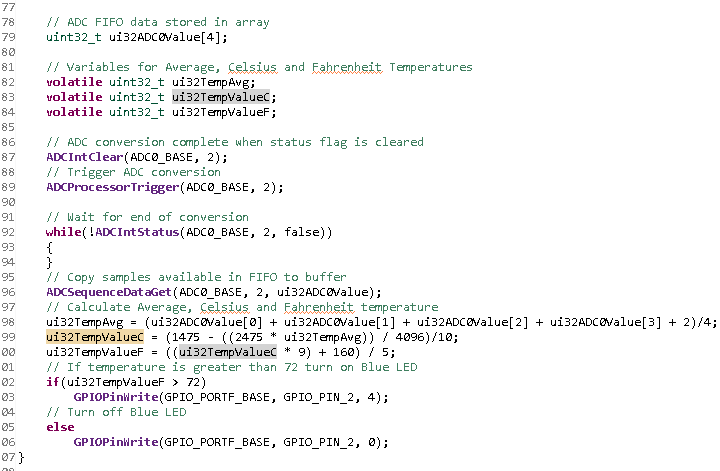 77
78 // ADC FIFO data stored in array
79 uint32_t ui32ADC0Value[4];
80
81 // Variables for Average, Celsius and Fahrenheit Temperatures
82 volatile uint32_t ui32TempAvg;
83 volatile uint32_t ui32TempValueC;
84 volatile uint32_t ui32TempValueF;
85
86 // ADC conversion complete when status flag is cleared
87 ADCIntClear(ADC0_BASE, 2);
88 // Trigger ADC conversion
89 ADCProcessorTrigger(ADC0_BASE, 2);
90
91 // Wait for end of conversion
92 while(!ADCIntStatus(ADC0_BASE, 2, false))
93 {
94 }
95 // Copy samples available in FIFO to buffer
96 ADCSequenceDataGet(ADC0_BASE, 2, ui32ADC0Value);
97 // Calculate Average, Celsius and Fahrenheit temperature
98 ui32TempAvg = (ui32ADC0Value[0] + ui32ADC0Value[1] + ui32ADC0Value[2] + ui32ADC0Value[3] + 2)/4;
99 ui32TempValueC = (1475 - ((2475 * ui32TempAvg)) / 4096)/10;
00 ui32TempValueF = ((ui32TempValueC * 9) + 160) / 5;
01 // If temperature is greater than 72 turn on Blue LED
02 if(ui32TempValueF > 72)
03 GPIOPinWrite(GPIO_PORTF_BASE, GPIO_PIN_2, 4);
04 // Turn off Blue LED
05 else
06 GPIOPinWrite(GPIO_PORTF_BASE, GPIO_PIN_2, 0);
07 }